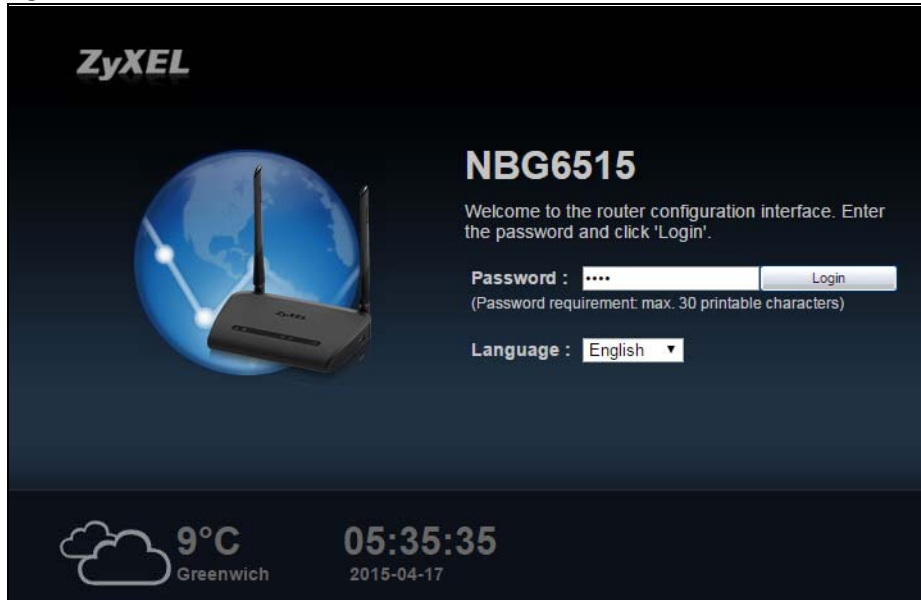 ZyXEL
NBG6515
Welcome to the router configuration interface. Enter
the password and click 'Login'.
Password : •••• Login
(Password requirement: max. 30 printable characters)
Language : English ▼
9°C
Greenwich
05:35:35
2015-04-17